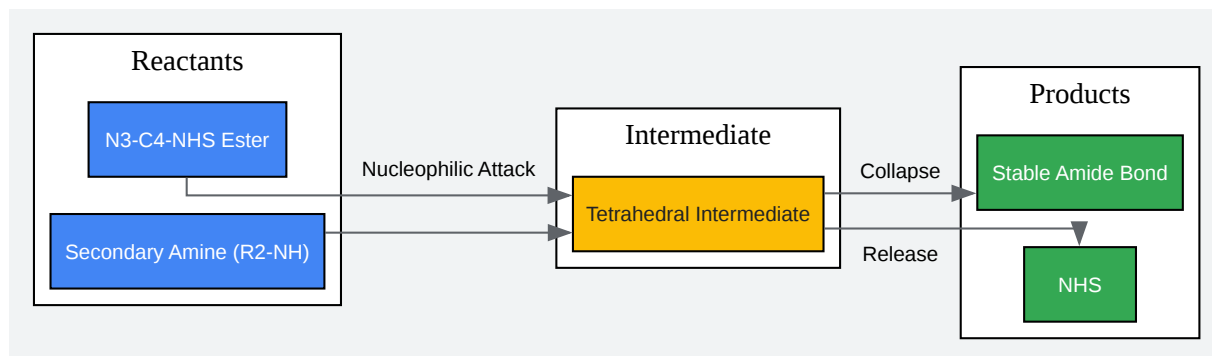 Reactants
N3-C4-NHS Ester
Secondary Amine (R2-NH)
Nucleophilic Attack
Intermediate
Tetrahedral Intermediate
Collapse
Release
Products
Stable Amide Bond
NHS